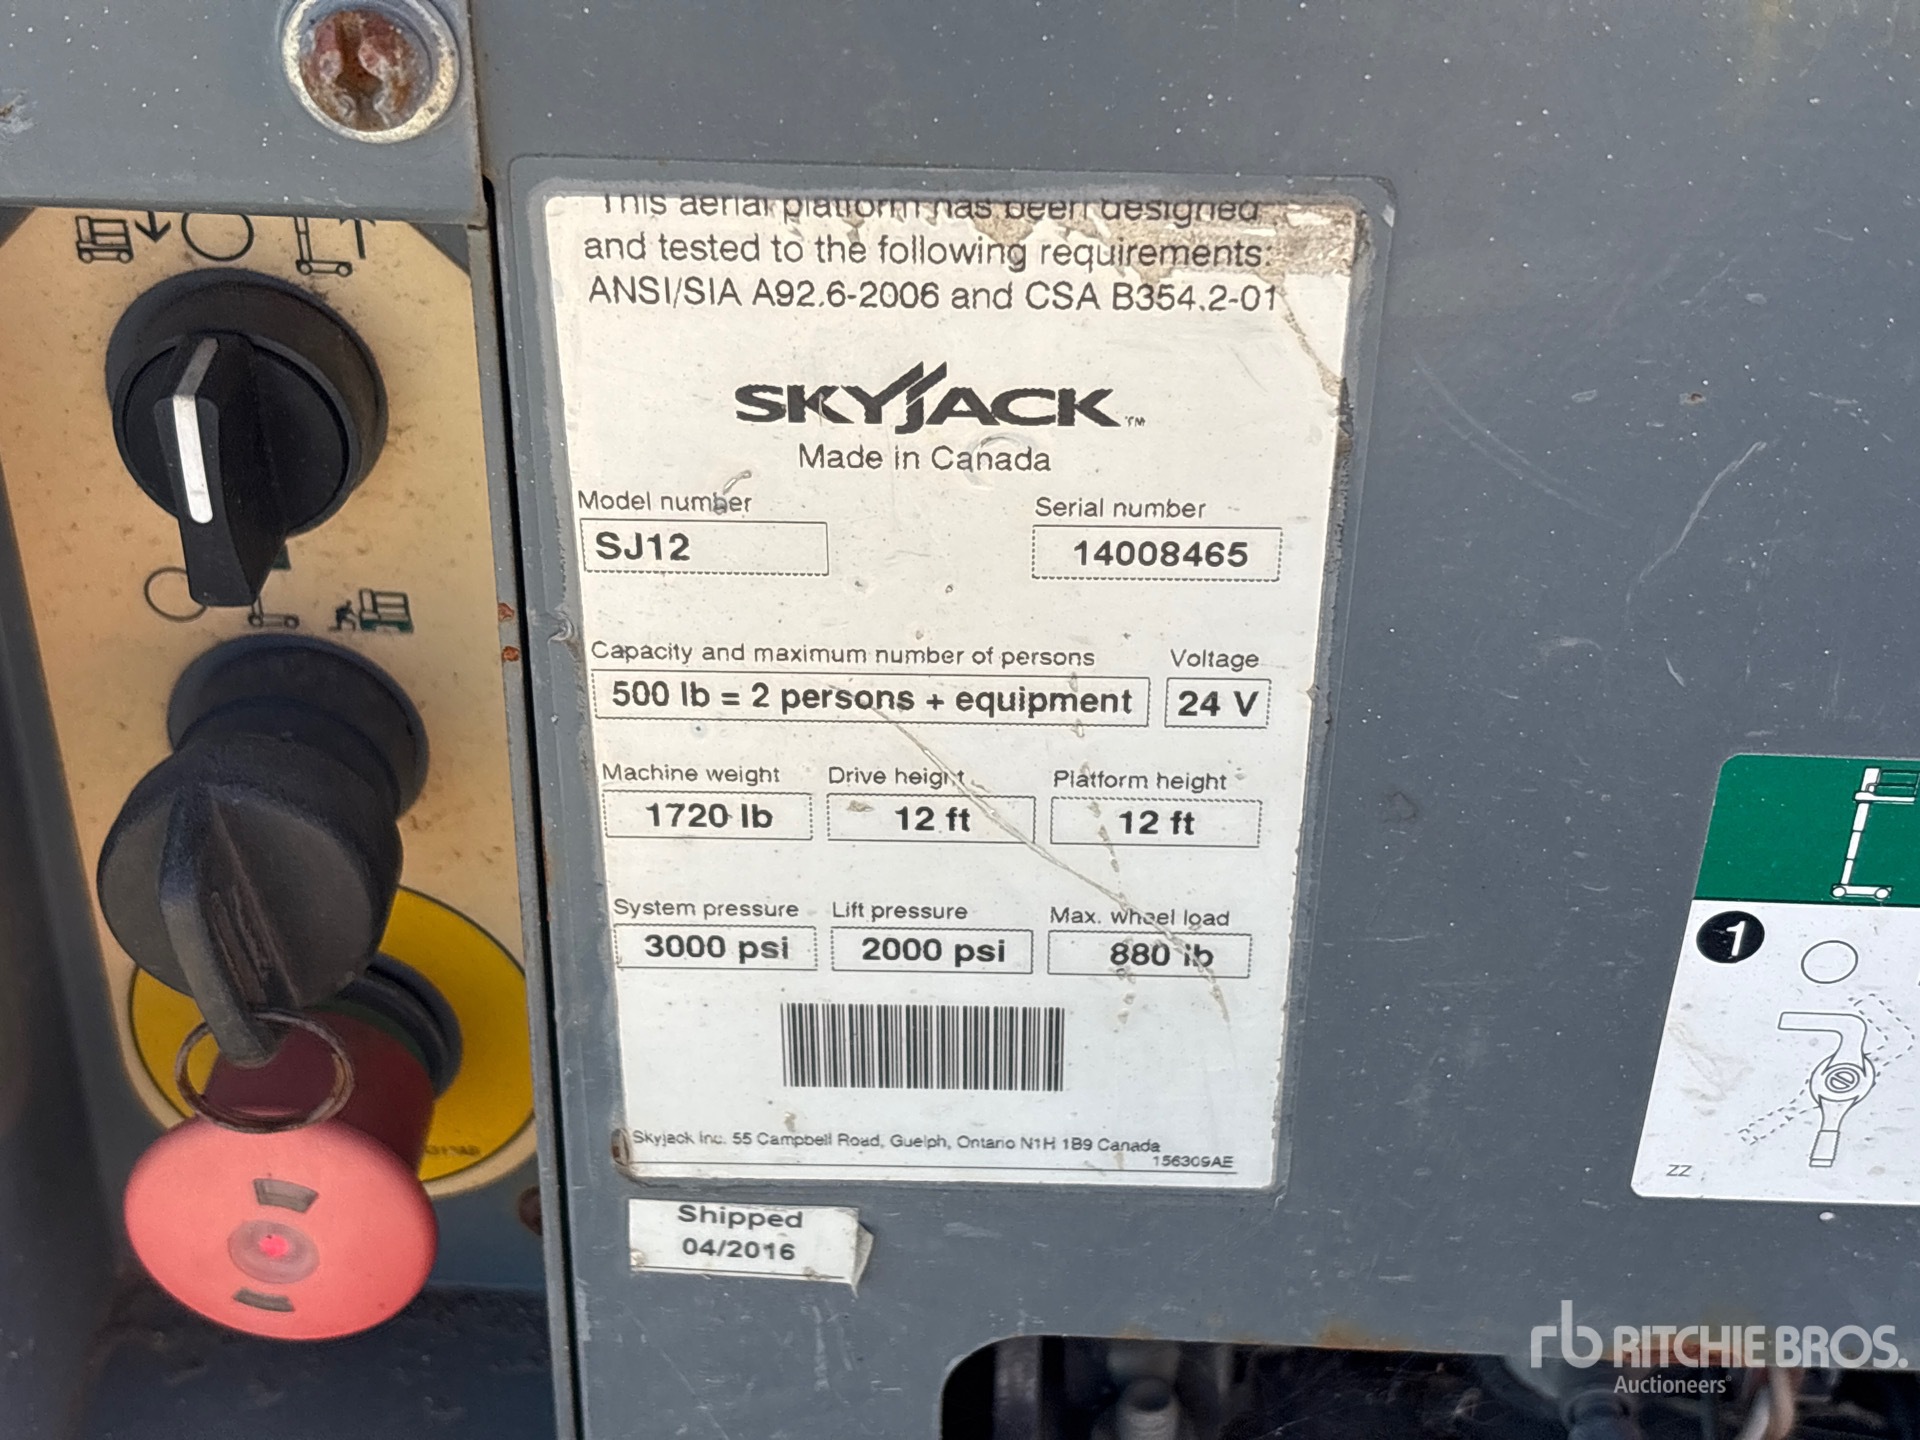 This aerial platform has been designed
and tested to the following requirements:
ANSI/SIA A92.6-2006 and CSA B354.2-01
SKYJACK™
Made in Canada
Model number Serial number
SJ12 14008465
Capacity and maximum number of persons Voltage
500 lb = 2 persons + equipment 24 V
Machine weight Drive height Platform height
1720 lb 12 ft 12 ft
System pressure Lift pressure Max. wheel load
3000 psi 2000 psi 880 lb
Skyjack Inc. 55 Campbell Road, Guelph, Ontario N1H 1B9 Canada
156309AE
Shipped
04/2016
1
ZZ
rb RITCHIE BROS.
Auctioneers